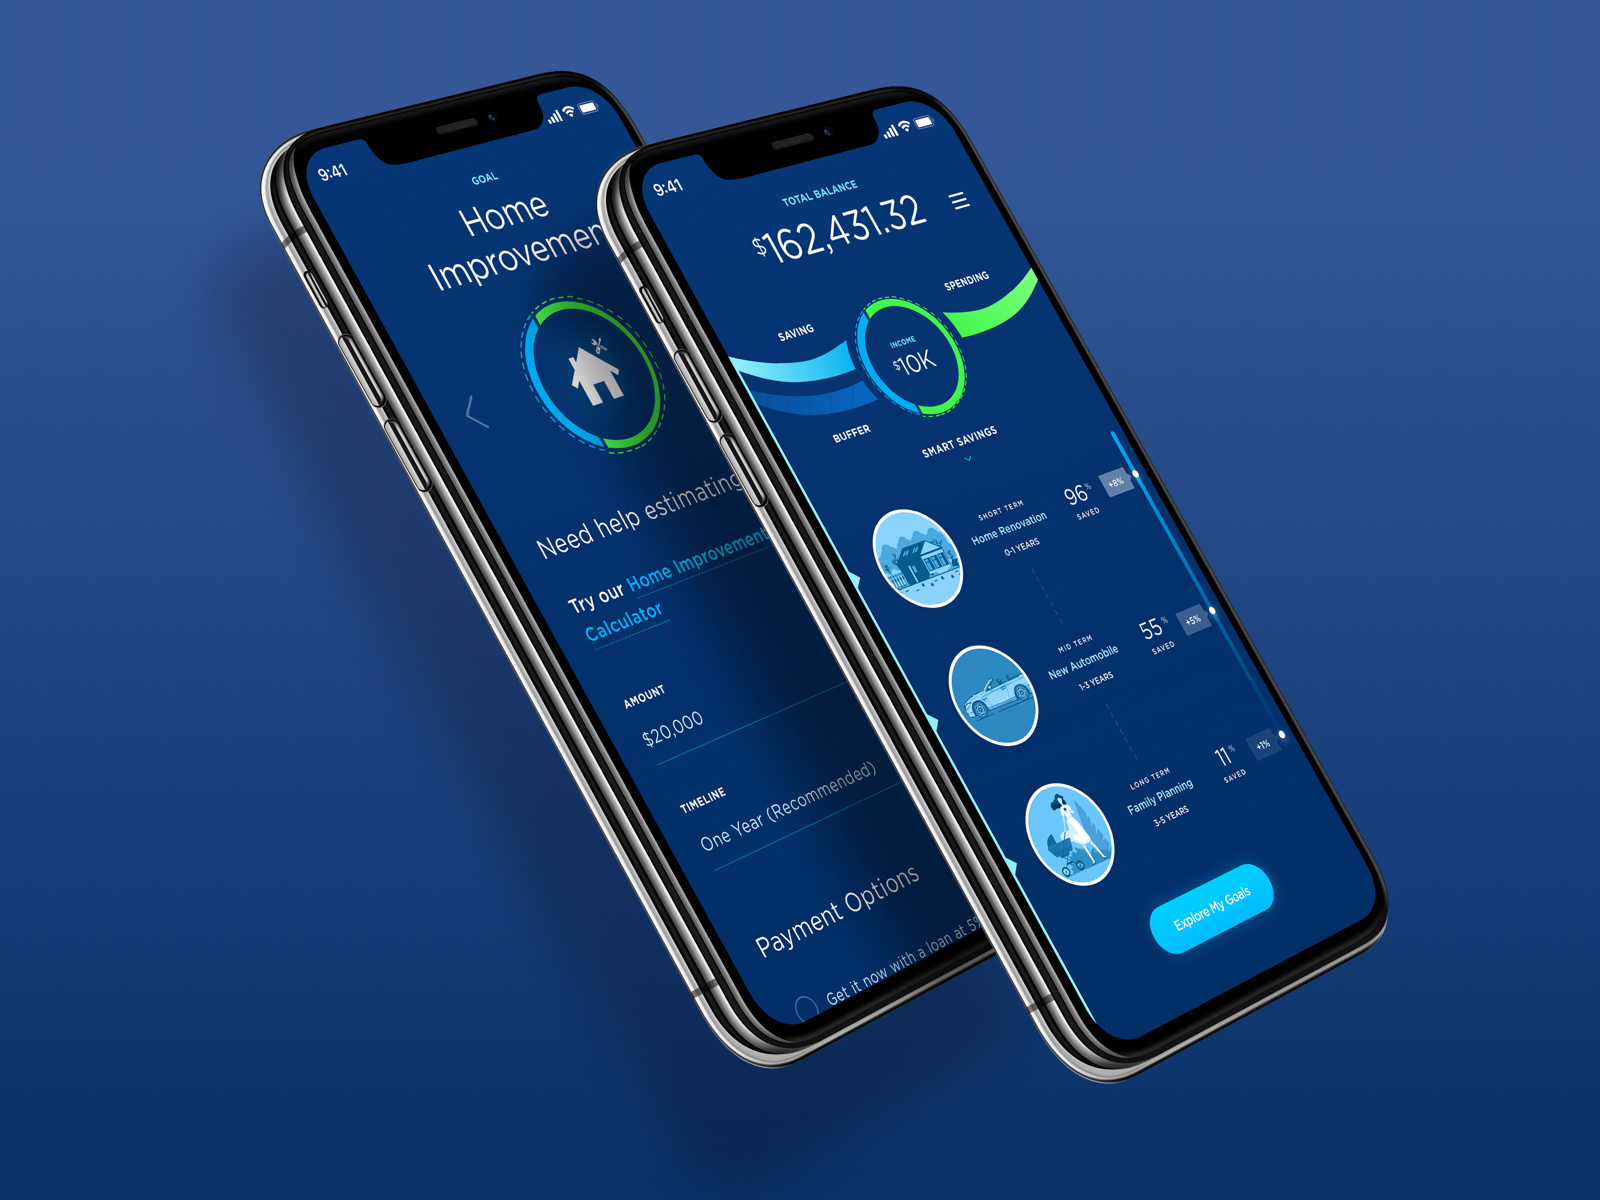 9:41
GOAL
Home
Improvemen
Need help estimating
Try our Home Improvement
Calculator
AMOUNT
$20,000
TIMELINE
One Year (Recommended)
Payment Options
Get it now with a loan at 5%
9:41
TOTAL BALANCE
$162,431.32
SPENDING
SAVING
INCOME
$10K
BUFFER
SMART SAVINGS
SHORT TERM
Home Renovation
0-1 YEARS
96%
SAVED
+8%
MID TERM
New Automobile
1-3 YEARS
55%
SAVED
+5%
LONG TERM
Family Planning
3-5 YEARS
11%
SAVED
+1%
Explore My Goals